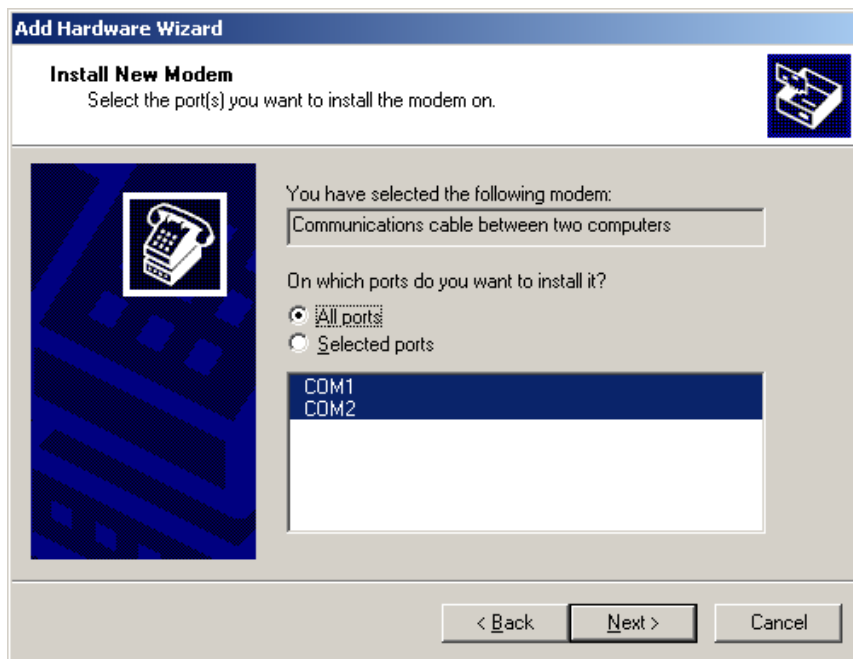 Add Hardware Wizard
Install New Modem
Select the port(s) you want to install the modem on.
You have selected the following modem:
Communications cable between two computers
On which ports do you want to install it?
All ports
Selected ports
COM1
COM2
< Back
Next >
Cancel